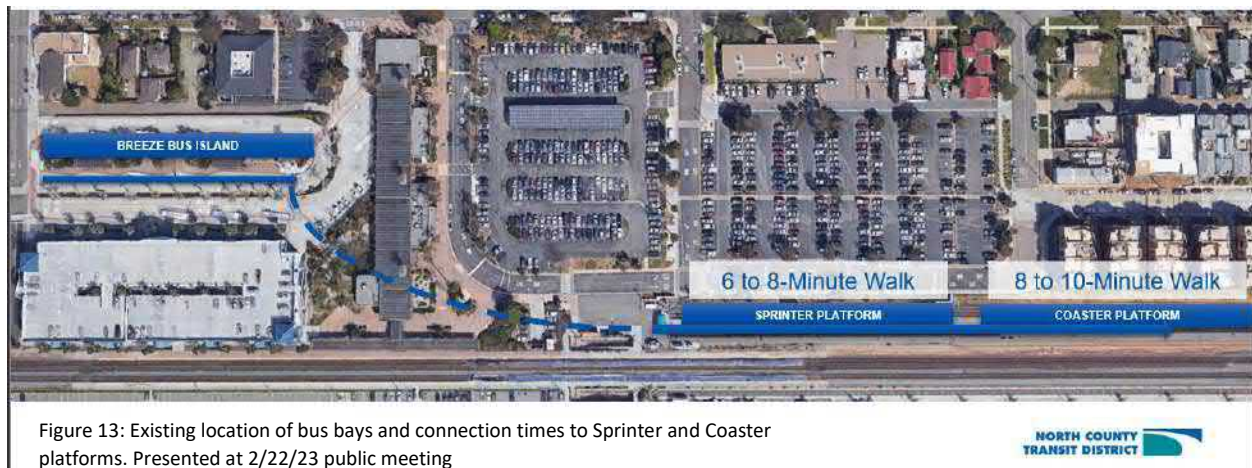 BREEZE BUS ISLAND
6 to 8-Minute Walk
8 to 10-Minute Walk
SPRINTER PLATFORM
COASTER PLATFORM
Figure 13: Existing location of bus bays and connection times to Sprinter and Coaster
platforms. Presented at 2/22/23 public meeting
NORTH COUNTY
TRANSIT DISTRICT